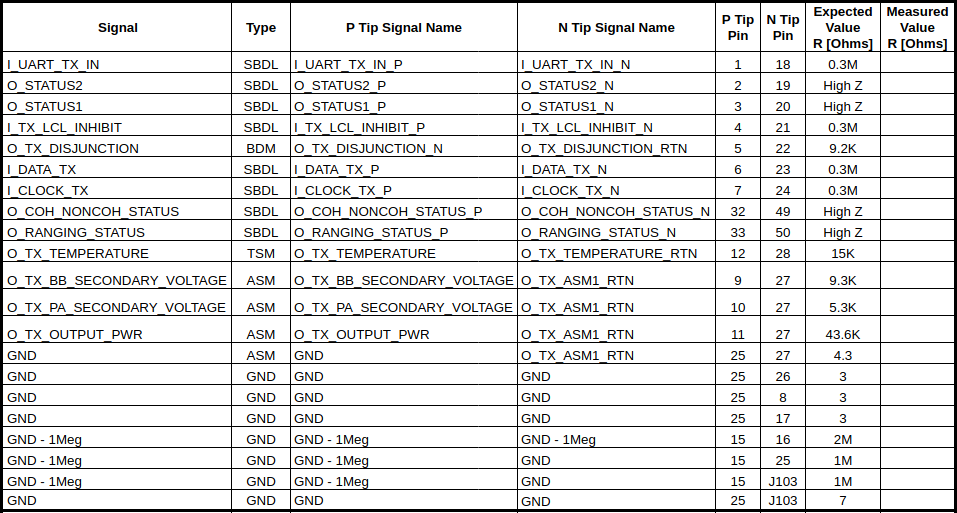 Signal Type P Tip Signal Name N Tip Signal Name P Tip Pin N Tip Pin Expected Value R [Ohms] Measured Value R [Ohms]
I_UART_TX_IN SBDL I_UART_TX_IN_P I_UART_TX_IN_N 1 18 0.3M
O_STATUS2 SBDL O_STATUS2_P O_STATUS2_N 2 19 High Z
O_STATUS1 SBDL O_STATUS1_P O_STATUS1_N 3 20 High Z
I_TX_LCL_INHIBIT SBDL I_TX_LCL_INHIBIT_P I_TX_LCL_INHIBIT_N 4 21 0.3M
O_TX_DISJUNCTION BDM O_TX_DISJUNCTION_N O_TX_DISJUNCTION_RTN 5 22 9.2K
I_DATA_TX SBDL I_DATA_TX_P I_DATA_TX_N 6 23 0.3M
I_CLOCK_TX SBDL I_CLOCK_TX_P I_CLOCK_TX_N 7 24 0.3M
O_COH_NONCOH_STATUS SBDL O_COH_NONCOH_STATUS_P O_COH_NONCOH_STATUS_N 32 49 High Z
O_RANGING_STATUS SBDL O_RANGING_STATUS_P O_RANGING_STATUS_N 33 50 High Z
O_TX_TEMPERATURE TSM O_TX_TEMPERATURE O_TX_TEMPERATURE_RTN 12 28 15K
O_TX_BB_SECONDARY_VOLTAGE ASM O_TX_BB_SECONDARY_VOLTAGE O_TX_ASM1_RTN 9 27 9.3K
O_TX_PA_SECONDARY_VOLTAGE ASM O_TX_PA_SECONDARY_VOLTAGE O_TX_ASM1_RTN 10 27 5.3K
O_TX_OUTPUT_PWR ASM O_TX_OUTPUT_PWR O_TX_ASM1_RTN 11 27 43.6K
GND ASM GND O_TX_ASM1_RTN 25 27 4.3
GND GND GND GND 25 26 3
GND GND GND GND 25 8 3
GND GND GND GND 25 17 3
GND - 1Meg GND GND - 1Meg GND - 1Meg 15 16 2M
GND - 1Meg GND GND - 1Meg GND 15 25 1M
GND - 1Meg GND GND - 1Meg GND 15 J103 1M
GND GND GND GND 25 J103 7